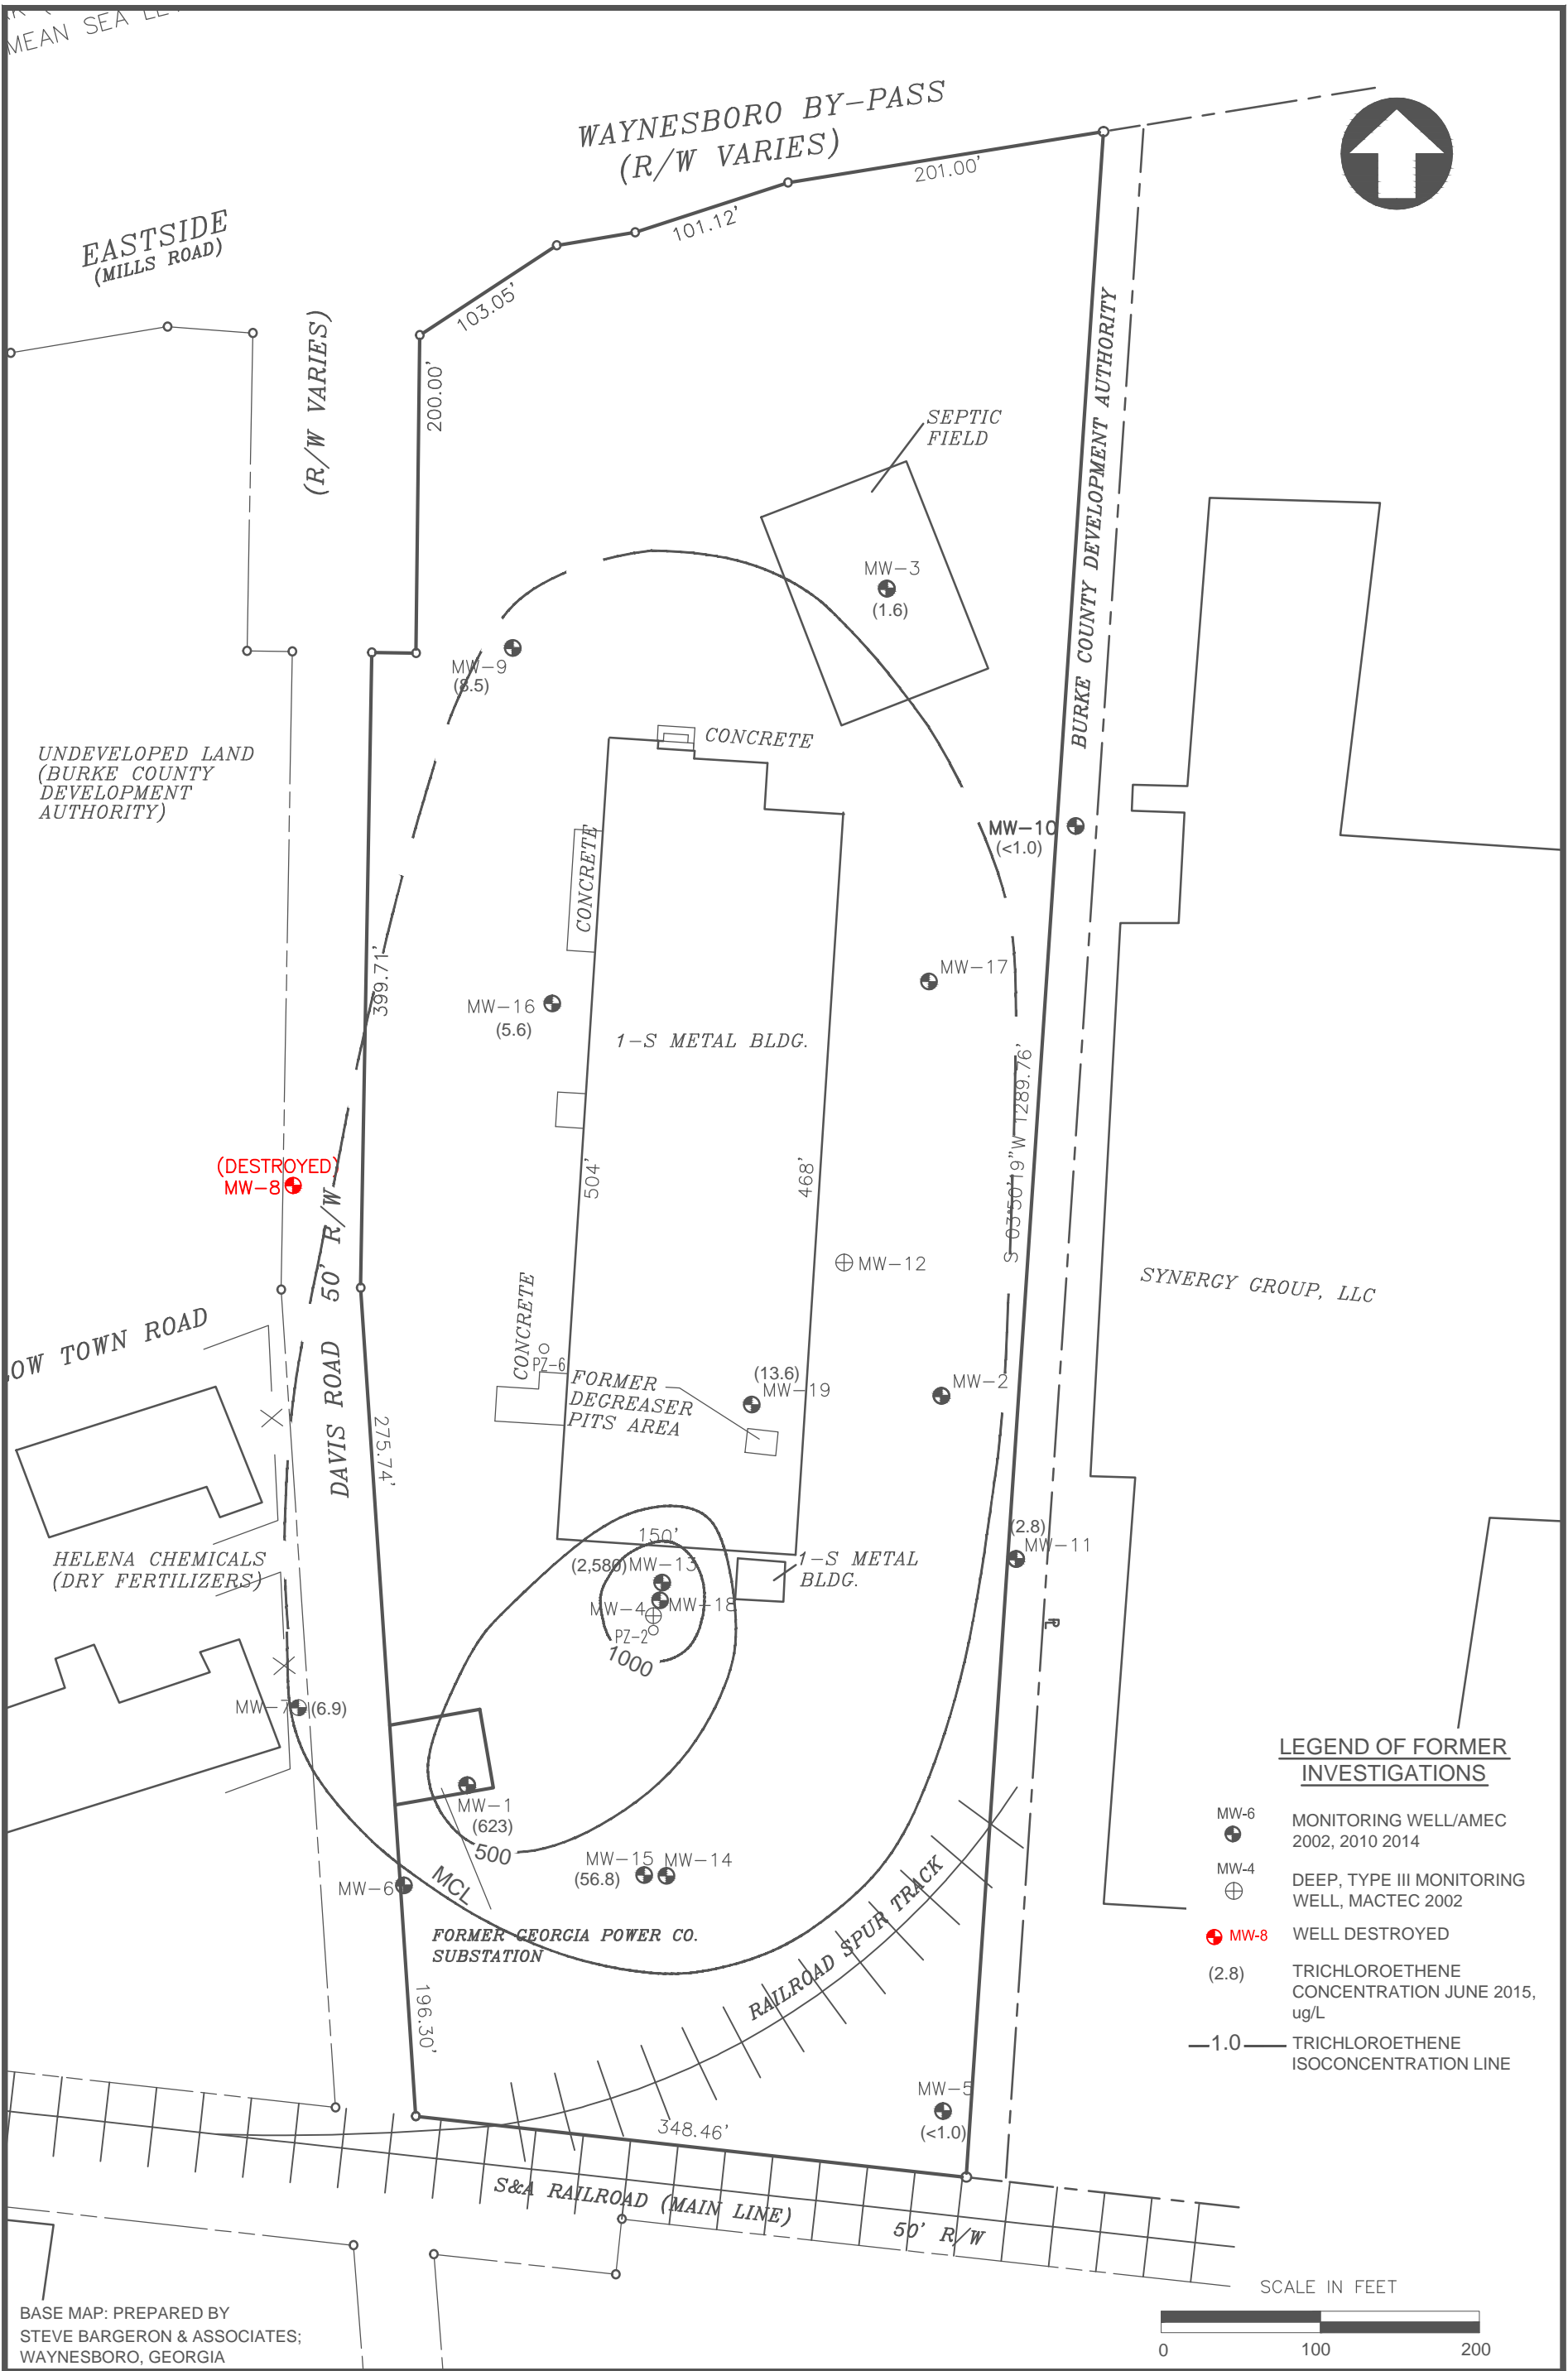 MEAN SEA LE
WAYNESBORO BY-PASS
(R/W VARIES)
201.00'
101.12'
103.05'
EASTSIDE
(MILLS ROAD)
(R/W VARIES)
200.00'
SEPTIC
FIELD
BURKE COUNTY DEVELOPMENT AUTHORITY
MW-3
(1.6)
MW-9
(8.5)
CONCRETE
UNDEVELOPED LAND
(BURKE COUNTY
DEVELOPMENT
AUTHORITY)
CONCRETE
MW-10
(<1.0)
399.71'
MW-17
MW-16
(5.6)
1-S METAL BLDG.
S 03°50'19"W 1289.76'
(DESTROYED)
MW-8
504'
468'
50' R/W
MW-12
SYNERGY GROUP, LLC
OW TOWN ROAD
DAVIS ROAD
CONCRETE
PZ-6
FORMER
DEGREASER
PITS AREA
(13.6)
MW-19
MW-2
275.74'
HELENA CHEMICALS
(DRY FERTILIZERS)
150'
(2,580) MW-13
1-S METAL
BLDG.
(2.8)
MW-11
MW-4
MW-18
PZ-2
1000
PL
MW-7 (6.9)
MW-1
(623)
500
MW-15 MW-14
(56.8)
MCL
MW-6
FORMER GEORGIA POWER CO.
SUBSTATION
RAILROAD SPUR TRACK
196.30'
348.46'
MW-5
(<1.0)
S&A RAILROAD (MAIN LINE)
50' R/W
LEGEND OF FORMER
INVESTIGATIONS
MW-6
MONITORING WELL/AMEC
2002, 2010 2014
MW-4
DEEP, TYPE III MONITORING
WELL, MACTEC 2002
MW-8 WELL DESTROYED
(2.8) TRICHLOROETHENE
CONCENTRATION JUNE 2015,
ug/L
1.0 TRICHLOROETHENE
ISOCONCENTRATION LINE
SCALE IN FEET
0 100 200
BASE MAP: PREPARED BY
STEVE BARGERON & ASSOCIATES;
WAYNESBORO, GEORGIA